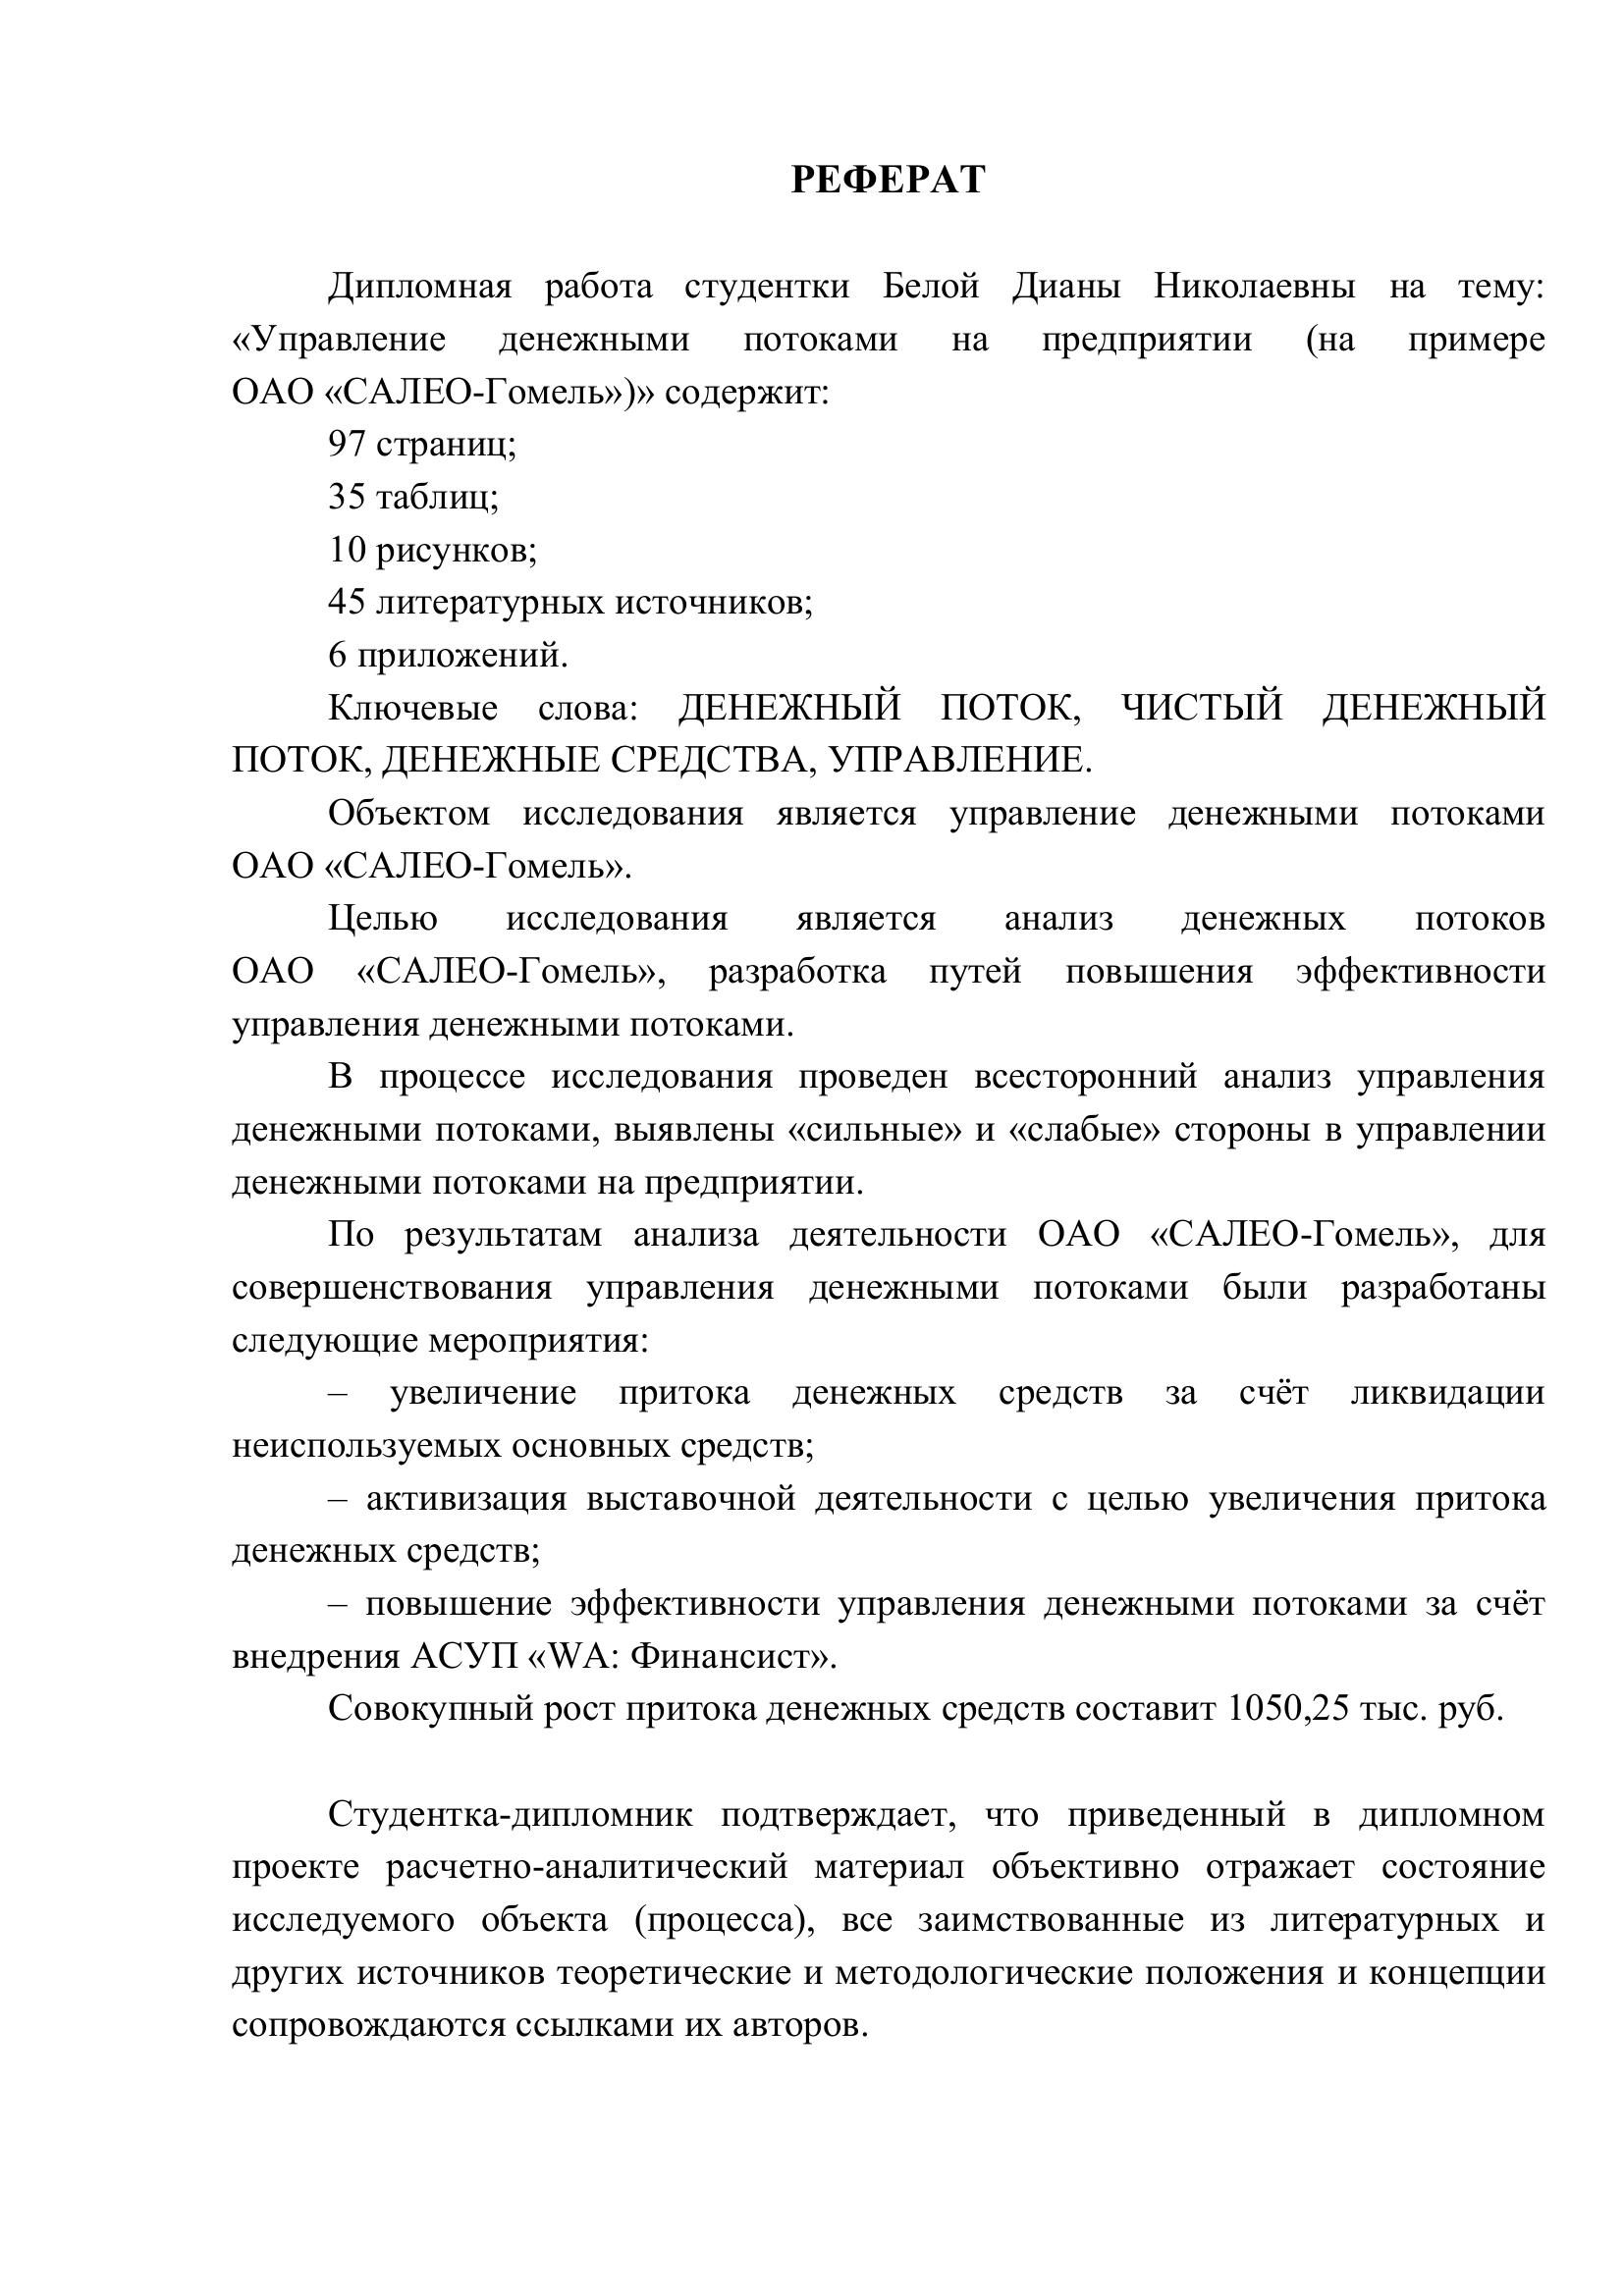 РЕФЕРАТ
Дипломная работа студентки Белой Дианы Николаевны на тему:
«Управление денежными потоками на предприятии (на примере
ОАО «САЛЕО-Гомель»)» содержит:
97 страниц;
35 таблиц;
10 рисунков;
45 литературных источников;
6 приложений.
Ключевые слова: ДЕНЕЖНЫЙ ПОТОК, ЧИСТЫЙ ДЕНЕЖНЫЙ
ПОТОК, ДЕНЕЖНЫЕ СРЕДСТВА, УПРАВЛЕНИЕ.
Объектом исследования является управление денежными потоками
ОАО «САЛЕО-Гомель».
Целью исследования является анализ денежных потоков
ОАО «САЛЕО-Гомель», разработка путей повышения эффективности
управления денежными потоками.
В процессе исследования проведен всесторонний анализ управления
денежными потоками, выявлены «сильные» и «слабые» стороны в управлении
денежными потоками на предприятии.
По результатам анализа деятельности ОАО «САЛЕО-Гомель», для
совершенствования управления денежными потоками были разработаны
следующие мероприятия:
– увеличение притока денежных средств за счёт ликвидации
неиспользуемых основных средств;
– активизация выставочной деятельности с целью увеличения притока
денежных средств;
– повышение эффективности управления денежными потоками за счёт
внедрения АСУП «WA: Финансист».
Совокупный рост притока денежных средств составит 1050,25 тыс. руб.
Студентка-дипломник подтверждает, что приведенный в дипломном
проекте расчетно-аналитический материал объективно отражает состояние
исследуемого объекта (процесса), все заимствованные из литературных и
других источников теоретические и методологические положения и концепции
сопровождаются ссылками их авторов.